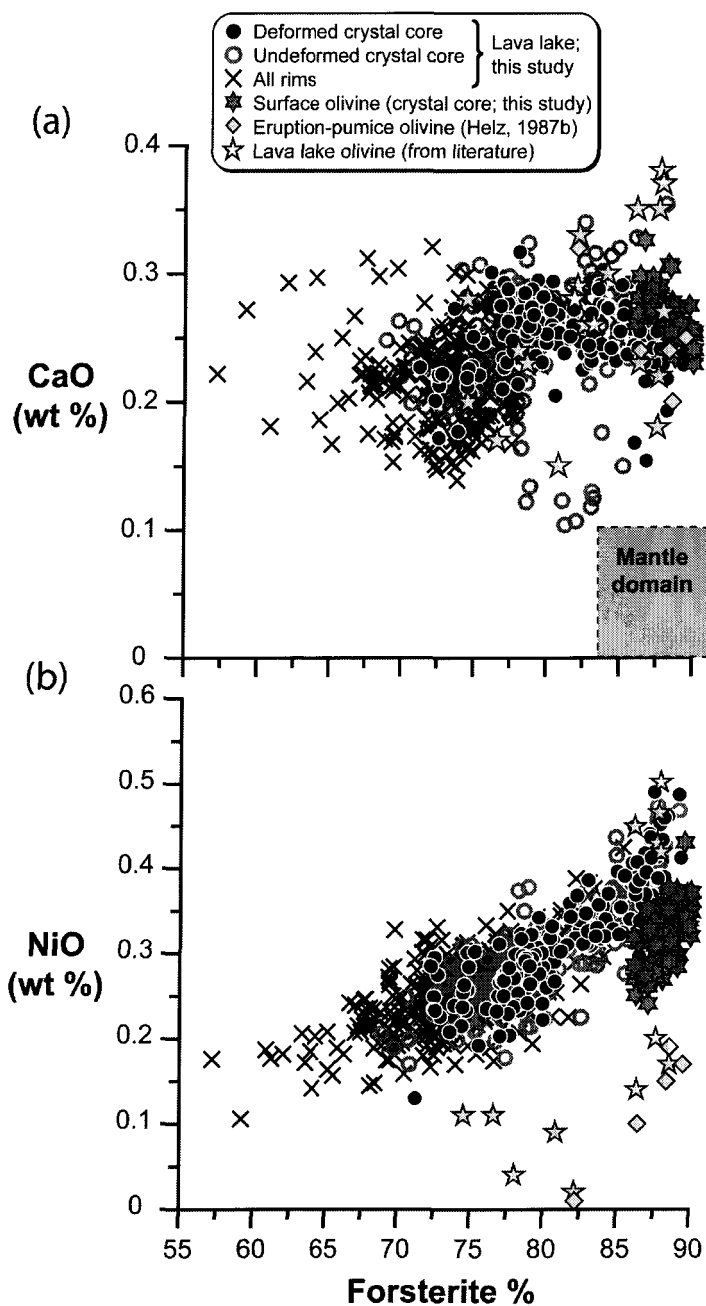 Deformed crystal core
Undeformed crystal core
All rims
Lava lake;
this study
Surface olivine (crystal core; this study)
Eruption-pumice olivine (Helz, 1987b)
Lava lake olivine (from literature)
(a)
0.4
0.3
CaO
(wt %)
0.2
0.1
0
Mantle
domain
(b)
0.6
0.5
0.4
NiO
(wt %)
0.3
0.2
0.1
0
55 60 65 70 75 80 85 90
Forsterite %